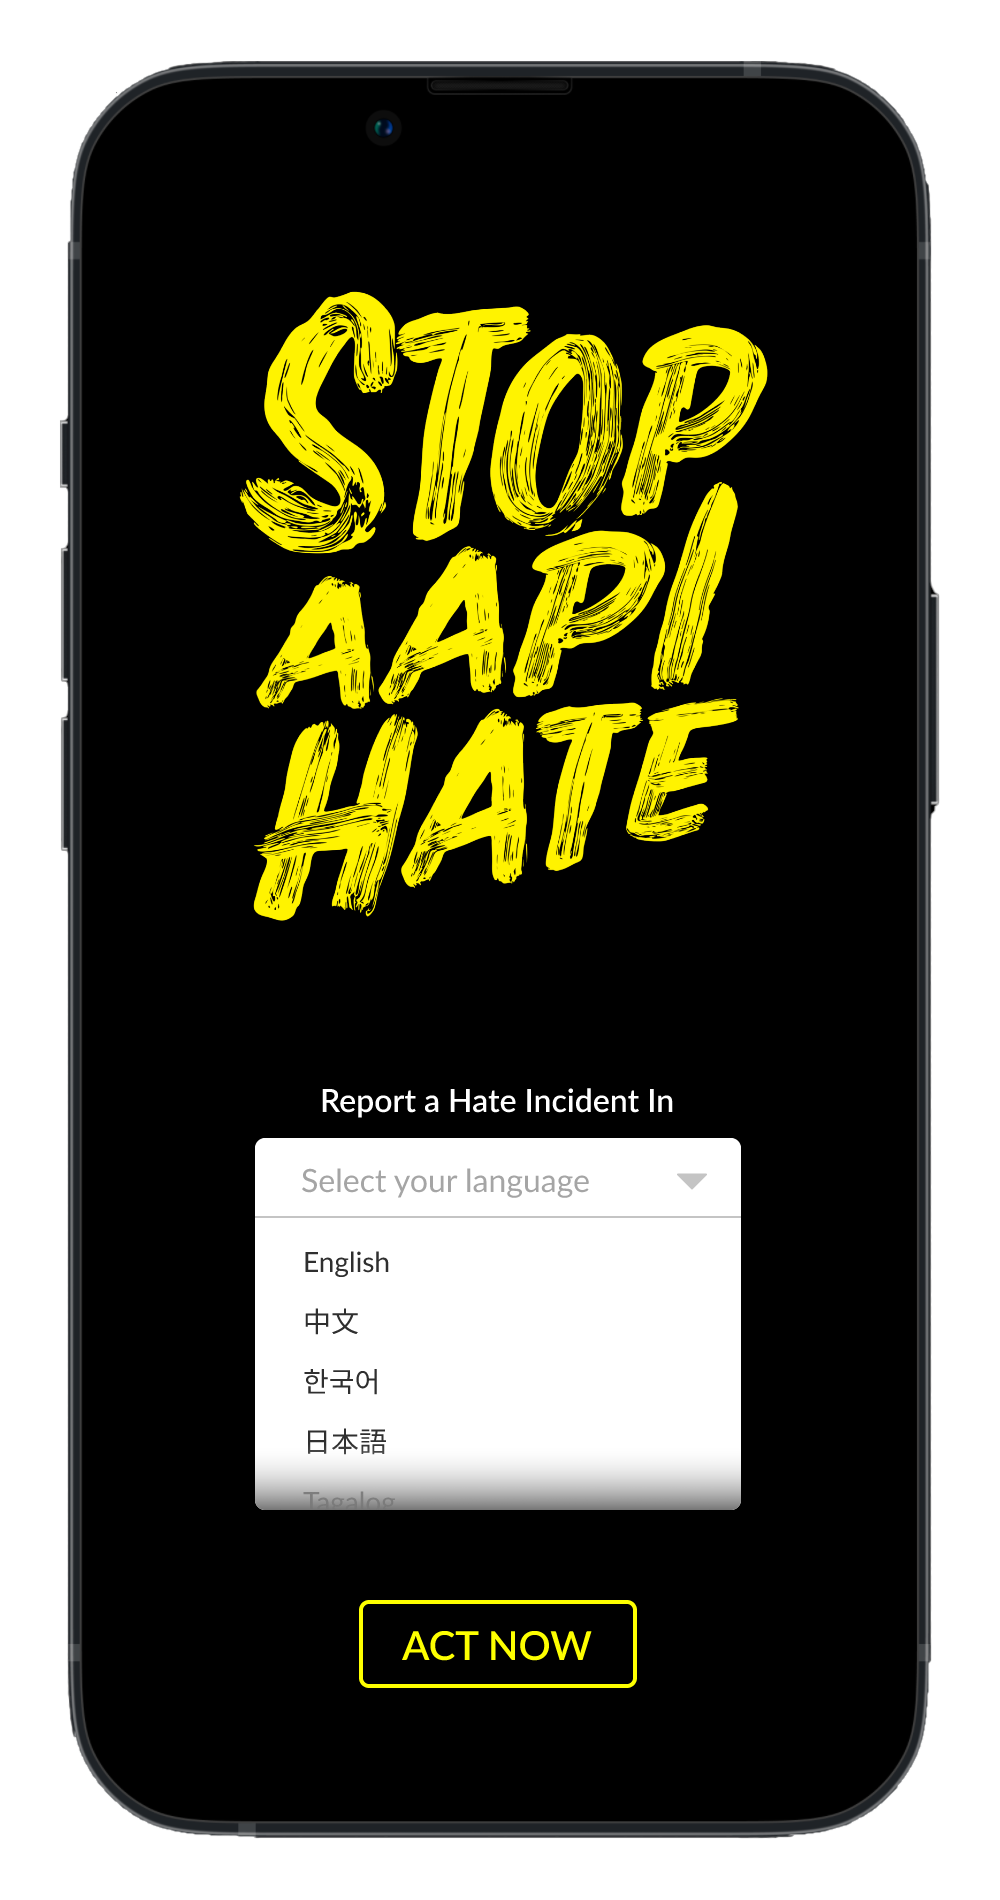 STOP
AAPI
HATE
Report a Hate Incident In
Select your language
English
中文
한국어
日本語
Tagalog
ACT NOW